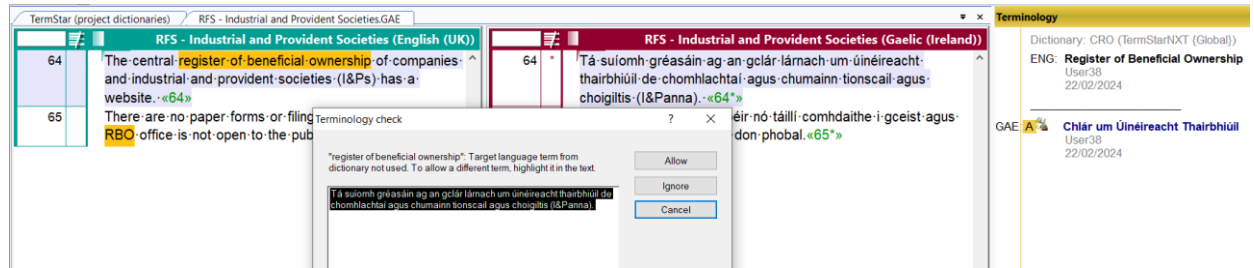 TermStar (project dictionaries) RFS - Industrial and Provident Societies.GAE
RFS - Industrial and Provident Societies (English (UK))
64 The·central·register·of·beneficial·ownership·of·companies·
and·industrial·and·provident·societies·(I&Ps)·has·a·
website.·«64»
65 There·are·no·paper·forms·or·filing
RBO·office·is·not·open·to·the·pub
RFS - Industrial and Provident Societies (Gaelic (Ireland))
64 * Tá·suíomh·gréasáin·ag·an·gclár·lárnach·um·úinéireacht·
thairbhiúil·de·chomhlachtaí·agus·chumainn·tionscail·agus·
choigiltis·(I&Panna).·«64*»
éir·nó·táillí·comhdaithe·i·gceist·agus·
don·phobal.«65*»
Terminology check
"register of beneficial ownership": Target language term from
dictionary not used. To allow a different term, highlight it in the text.
Tá suíomh gréasáin ag an gclár lárnach um úinéireacht thairbhiúil de
chomhlachtaí agus chumainn tionscail agus choigiltis (I&Panna).
Allow
Ignore
Cancel
Terminology
Dictionary: CRO (TermStarNXT {Global})
ENG: Register of Beneficial Ownership
User38
22/02/2024
GAE A Chlár um Úinéireacht Thairbhiúil
User38
22/02/2024